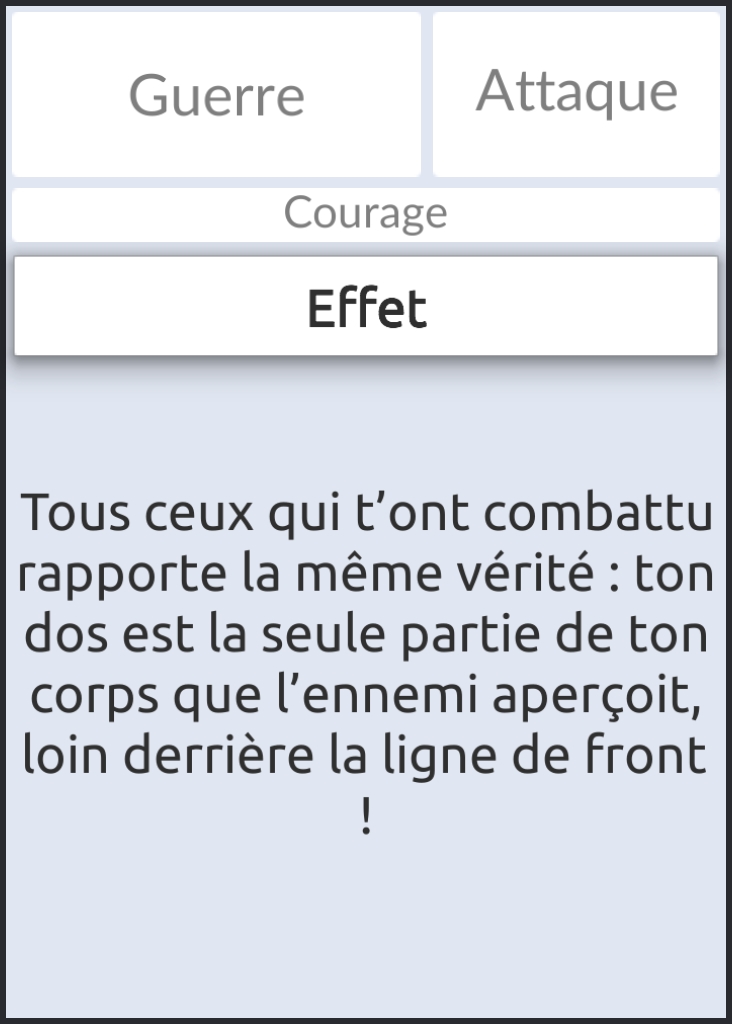 Guerre
Attaque
Courage
Effet
Tous ceux qui t’ont combattu
rapporte la même vérité : ton
dos est la seule partie de ton
corps que l’ennemi aperçoit,
loin derrière la ligne de front
!